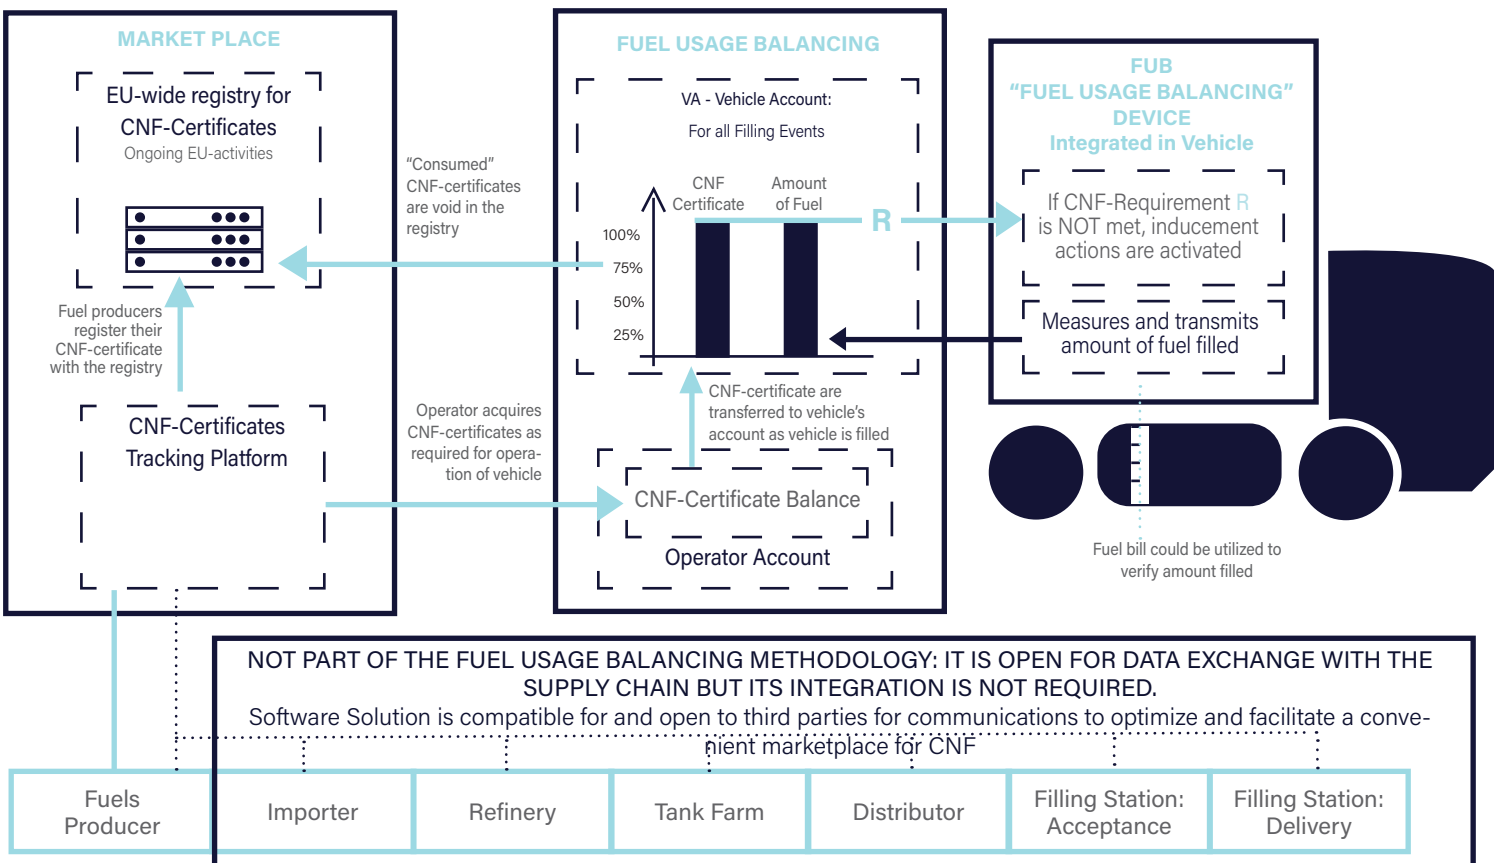 MARKET PLACE
EU-wide registry for
CNF-Certificates
Ongoing EU-activities
Fuel producers
register their
CNF-certificate
with the registry
CNF-Certificates
Tracking Platform
“Consumed”
CNF-certificates
are void in the
registry
Operator acquires
CNF-certificates as
required for opera-
tion of vehicle
FUEL USAGE BALANCING
VA - Vehicle Account:
For all Filling Events
CNF
Certificate
Amount
of Fuel
100%
75%
50%
25%
R
CNF-certificate are
transferred to vehicle’s
account as vehicle is filled
CNF-Certificate Balance
Operator Account
FUB
“FUEL USAGE BALANCING”
DEVICE
Integrated in Vehicle
If CNF-Requirement R
is NOT met, inducement
actions are activated
Measures and transmits
amount of fuel filled
Fuel bill could be utilized to
verify amount filled
NOT PART OF THE FUEL USAGE BALANCING METHODOLOGY: IT IS OPEN FOR DATA EXCHANGE WITH THE
SUPPLY CHAIN BUT ITS INTEGRATION IS NOT REQUIRED.
Software Solution is compatible for and open to third parties for communications to optimize and facilitate a conve-
nient marketplace for CNF
Fuels
Producer
Importer
Refinery
Tank Farm
Distributor
Filling Station:
Acceptance
Filling Station:
Delivery